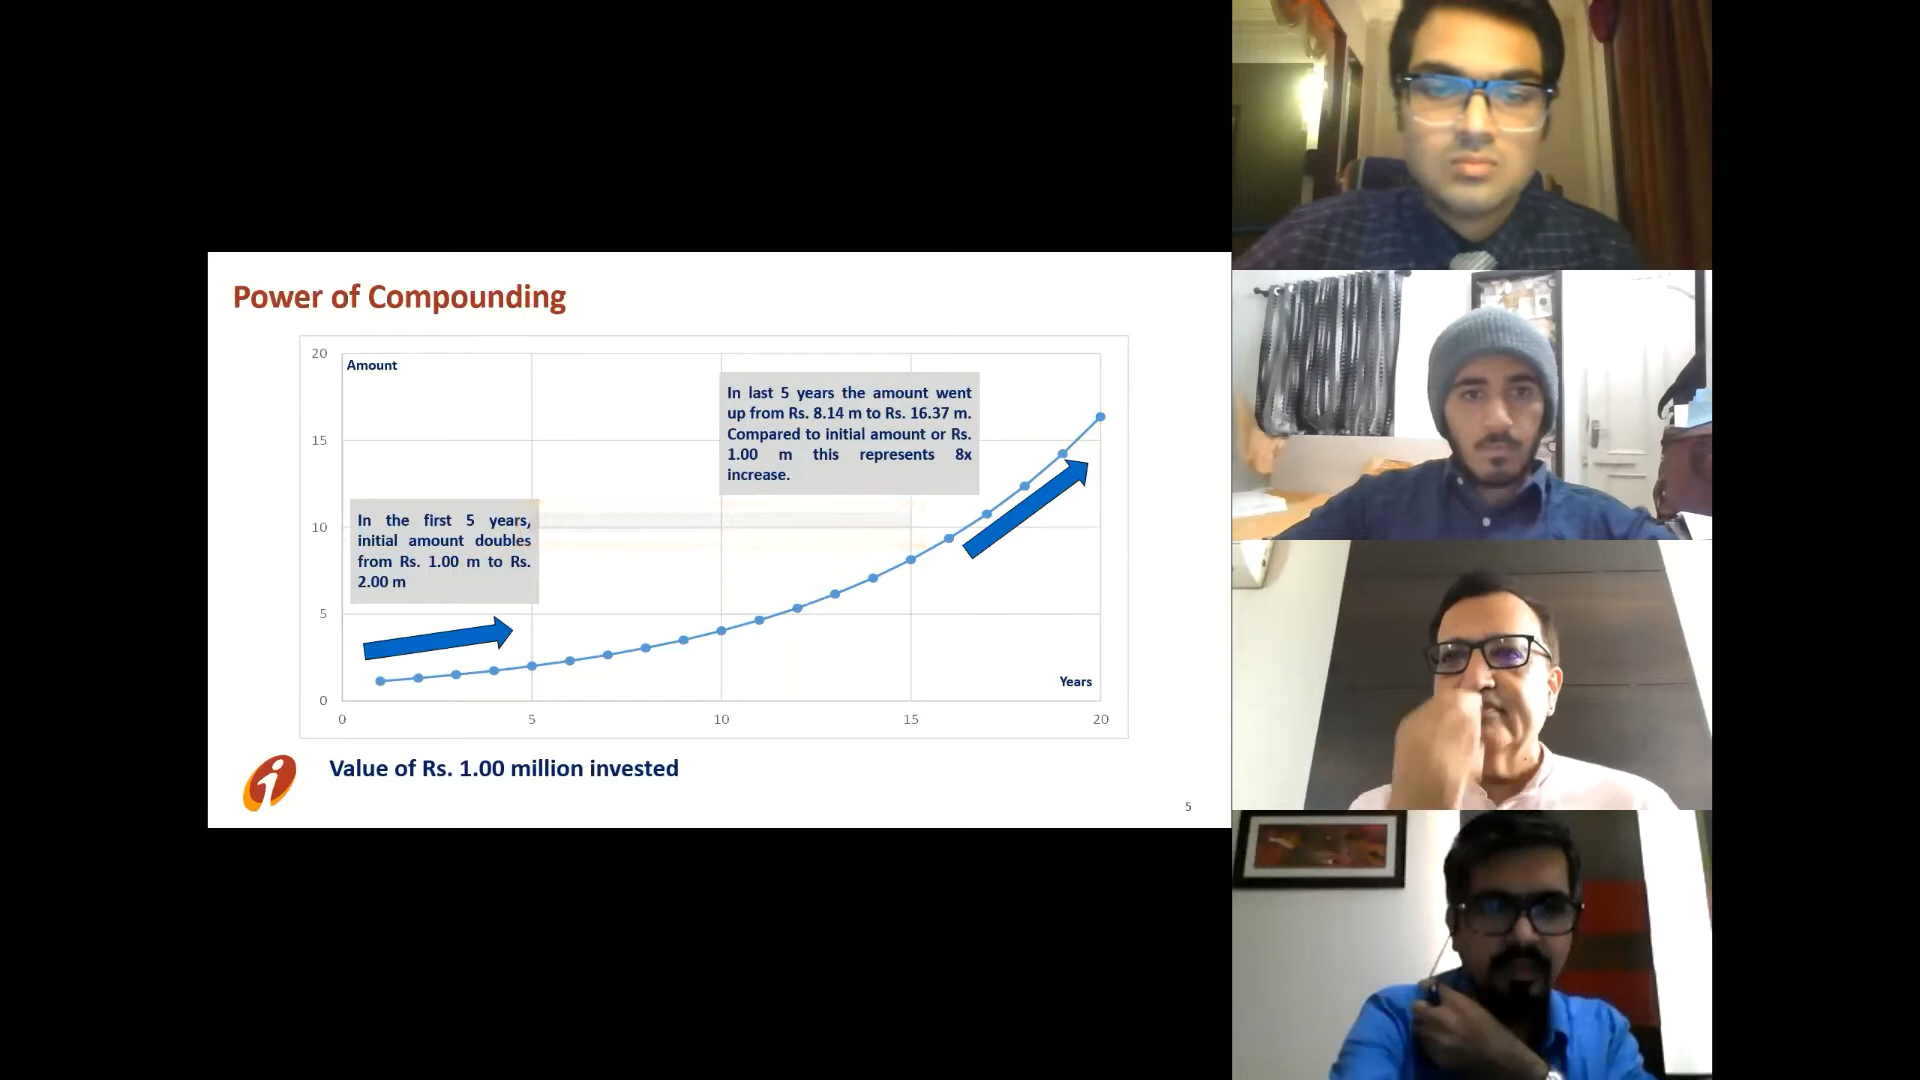 Power of Compounding
20
Amount
In last 5 years the amount went
up from Rs. 8.14 m to Rs. 16.37 m.
Compared to initial amount or Rs.
1.00 m this represents 8x
increase.
15
In the first 5 years,
initial amount doubles
from Rs. 1.00 m to Rs.
2.00 m
10
5
Years
0
0 5 10 15 20
i
Value of Rs. 1.00 million invested
5